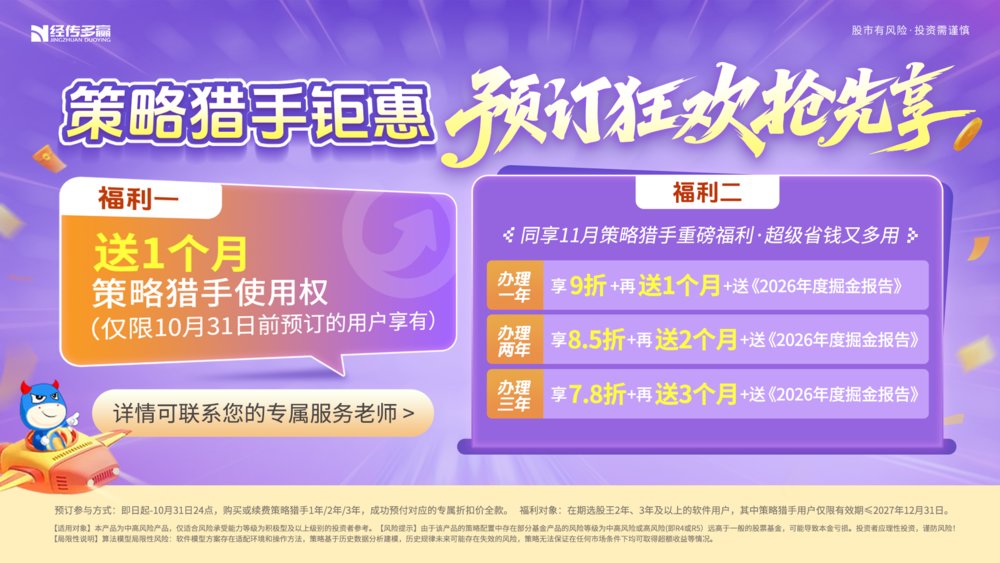 经传多赢
JINGZHUAN DUOYING
股市有风险·投资需谨慎
策略猎手钜惠
预订狂欢抢先享
福利一
送1个月
策略猎手使用权
（仅限10月31日前预订的用户享有）
详情可联系您的专属服务老师 >
福利二
同享11月策略猎手重磅福利·超级省钱又多用
办理
一年
享9折+再送1个月+送《2026年度掘金报告》
办理
两年
享8.5折+再送2个月+送《2026年度掘金报告》
办理
三年
享7.8折+再送3个月+送《2026年度掘金报告》
预订参与方式：即日起-10月31日24点，购买或续费策略猎手1年/2年/3年，成功预付对应的专属折扣价全款。 福利对象：在期选股王2年、3年及以上的软件用户，其中策略猎手用户仅限有效期≤2027年12月31日。
【适用对象】本产品为中高风险产品，仅适合风险承受能力等级为积极型及以上级别的投资者参考。【风险提示】由于该产品的策略配置中存在部分基金产品的风险等级为中高风险或高风险(即R4或R5）远高于一般的股票基金，可能导致本金亏损。投资者应理性投资，谨防风险！
【局限性说明】算法模型局限性风险：软件模型方案存在适配环境和操作方法，策略基于历史数据分析建模，历史规律未来可能存在失效的风险，策略无法保证在任何市场条件下均可取得超额收益等情况。